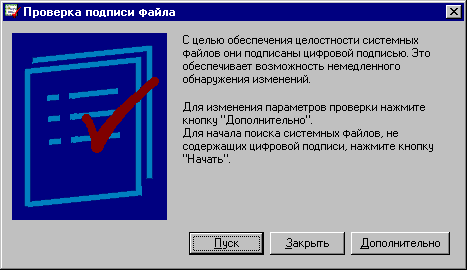 Проверка подписи файла
С целью обеспечения целостности системных
файлов они подписаны цифровой подписью. Это
обеспечивает возможность немедленного
обнаружения изменений.
Для изменения параметров проверки нажмите
кнопку "Дополнительно".
Для начала поиска системных файлов, не
содержащих цифровой подписи, нажмите кнопку
"Начать".
Пуск
Закрыть
Дополнительно